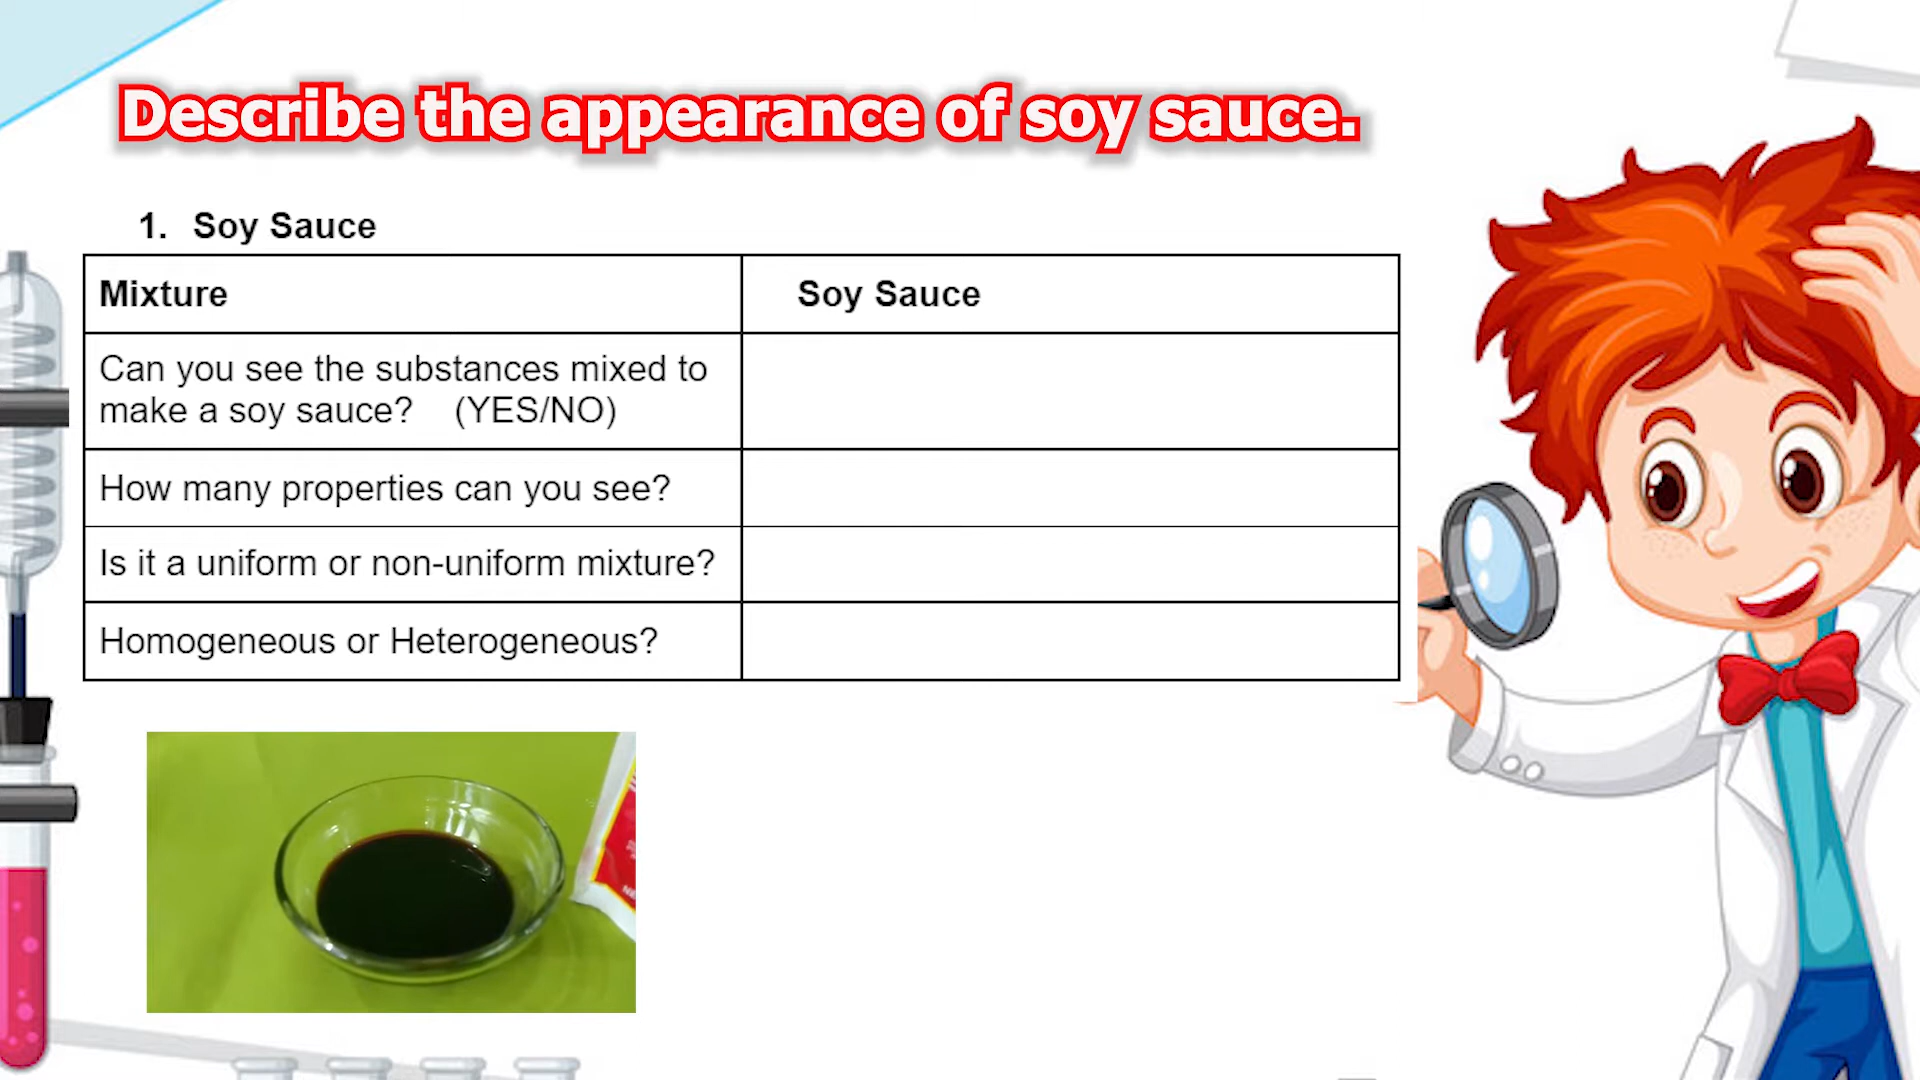 Describe the appearance of soy sauce.
1. Soy Sauce
Mixture
Soy Sauce
Can you see the substances mixed to
make a soy sauce? (YES/NO)
How many properties can you see?
Is it a uniform or non-uniform mixture?
Homogeneous or Heterogeneous?